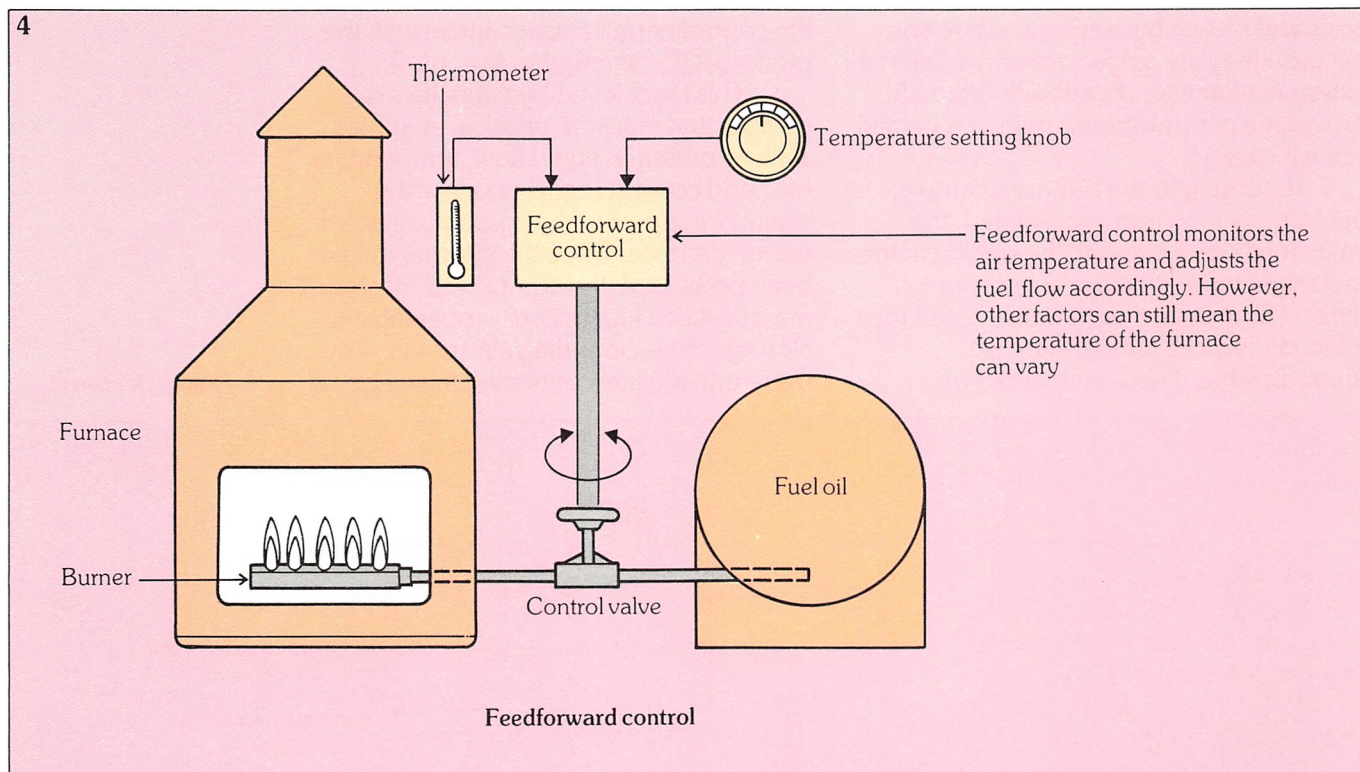 4
Thermometer
Temperature setting knob
Feedforward
control
Feedforward control monitors the
air temperature and adjusts the
fuel flow accordingly. However,
other factors can still mean the
temperature of the furnace
can vary
Furnace
Fuel oil
Burner
Control valve
Feedforward control